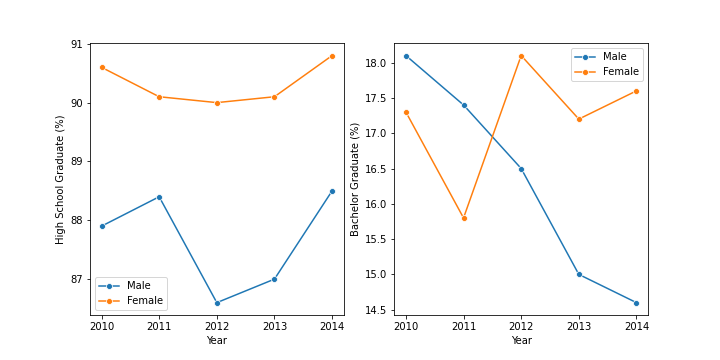 91
90
89
88
87
High School Graduate (%)
Male
Female
2010 2011 2012 2013 2014
Year
18.0
17.5
17.0
16.5
16.0
15.5
15.0
14.5
Bachelor Graduate (%)
Male
Female
2010 2011 2012 2013 2014
Year